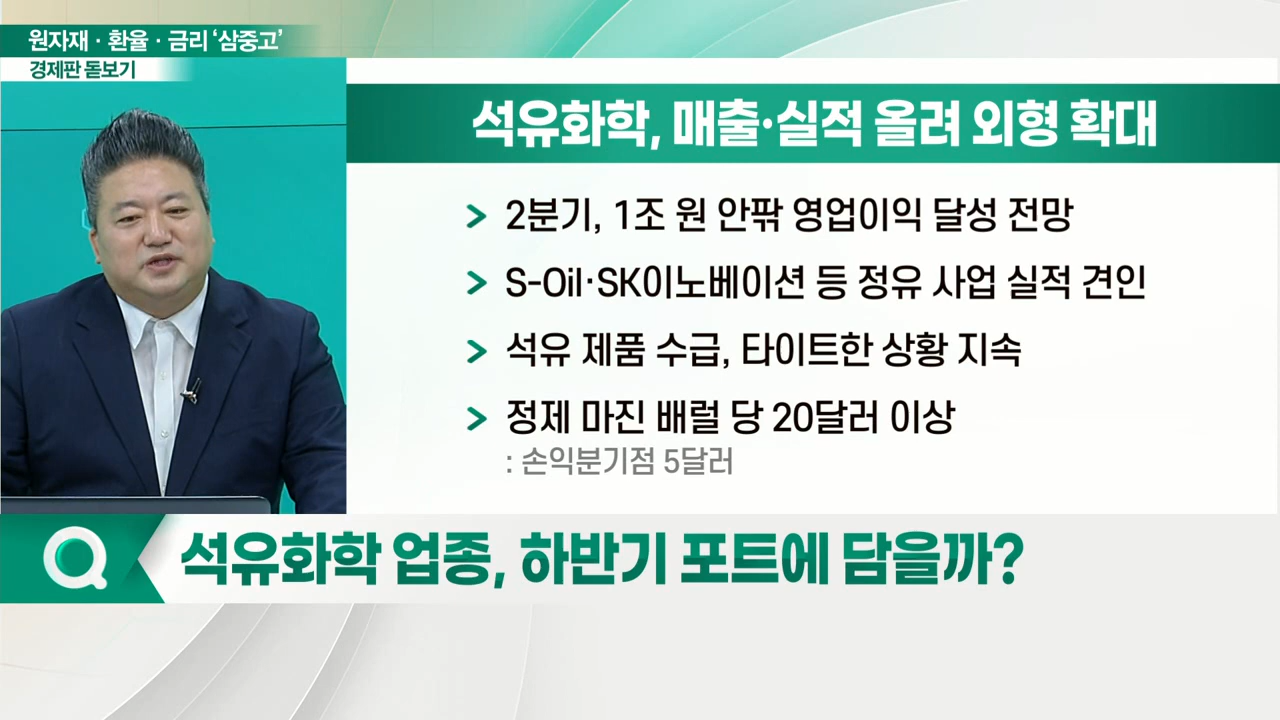 원자재 · 환율 · 금리 ‘삼중고’
경제판 돋보기
석유화학, 매출·실적 올려 외형 확대
2분기, 1조 원 안팎 영업이익 달성 전망
S-Oil·SK이노베이션 등 정유 사업 실적 견인
석유 제품 수급, 타이트한 상황 지속
정제 마진 배럴 당 20달러 이상
: 손익분기점 5달러
석유화학 업종, 하반기 포트에 담을까?